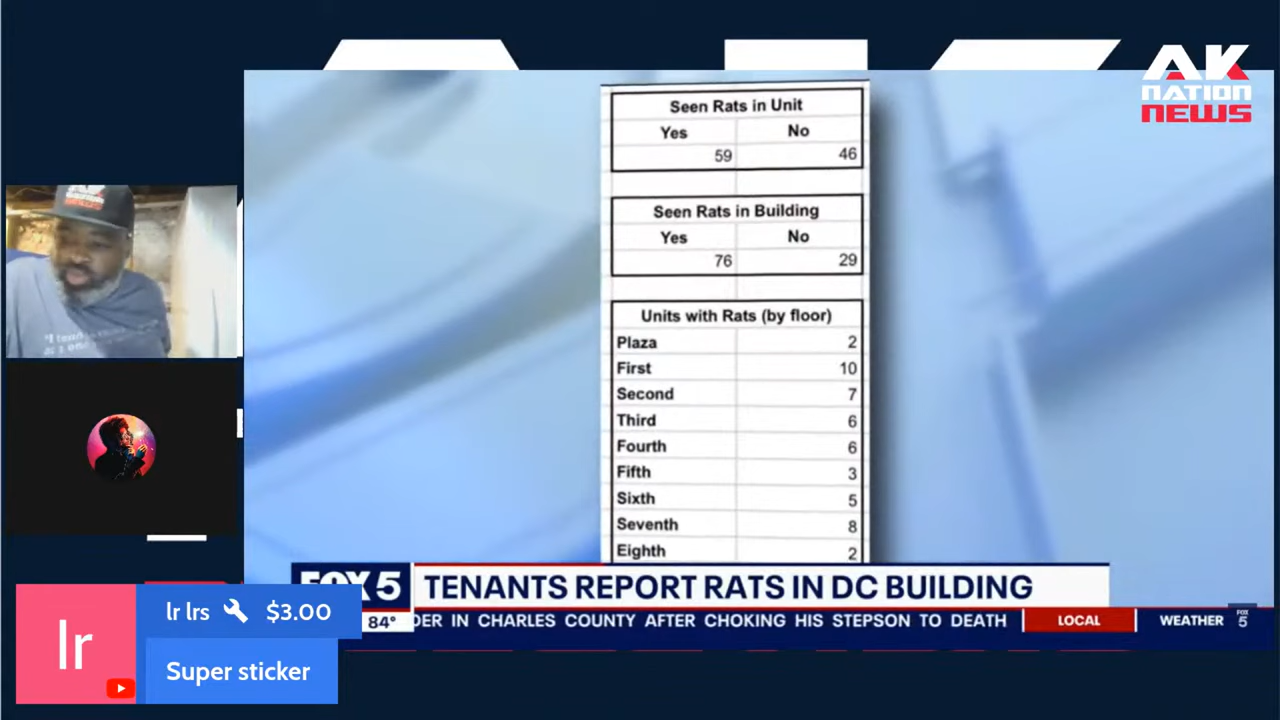 AK
NATION
NEWS
Seen Rats in Unit
Yes No
59 46
Seen Rats in Building
Yes No
76 29
Units with Rats (by floor)
Plaza 2
First 10
Second 7
Third 6
Fourth 6
Fifth 3
Sixth 5
Seventh 8
Eighth 2
FOX 5 TENANTS REPORT RATS IN DC BUILDING
84° DER IN CHARLES COUNTY AFTER CHOKING HIS STEPSON TO DEATH LOCAL WEATHER FOX 5
lr
lr lrs $3.00
Super sticker